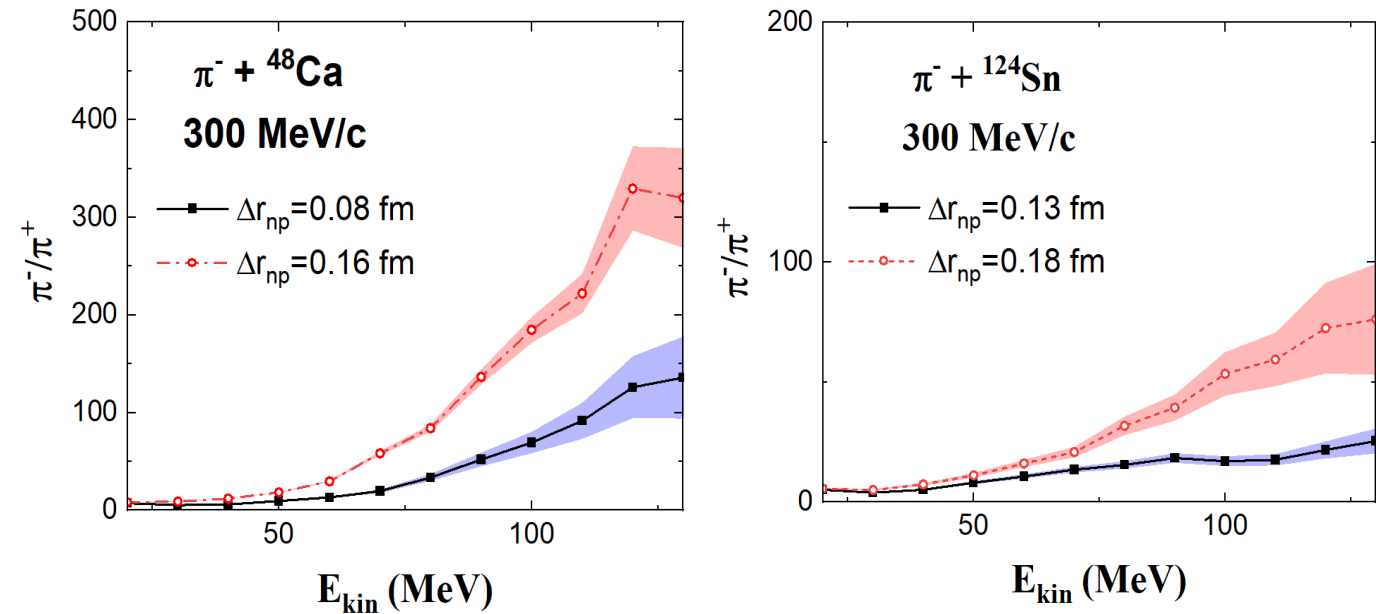 π⁻ + ⁴⁸Ca
300 MeV/c
Δr_np=0.08 fm
Δr_np=0.16 fm
π⁻/π⁺
500
400
300
200
100
0
50
100
E_kin (MeV)
π⁻ + ¹²⁴Sn
300 MeV/c
Δr_np=0.13 fm
Δr_np=0.18 fm
π⁻/π⁺
200
100
0
50
100
E_kin (MeV)